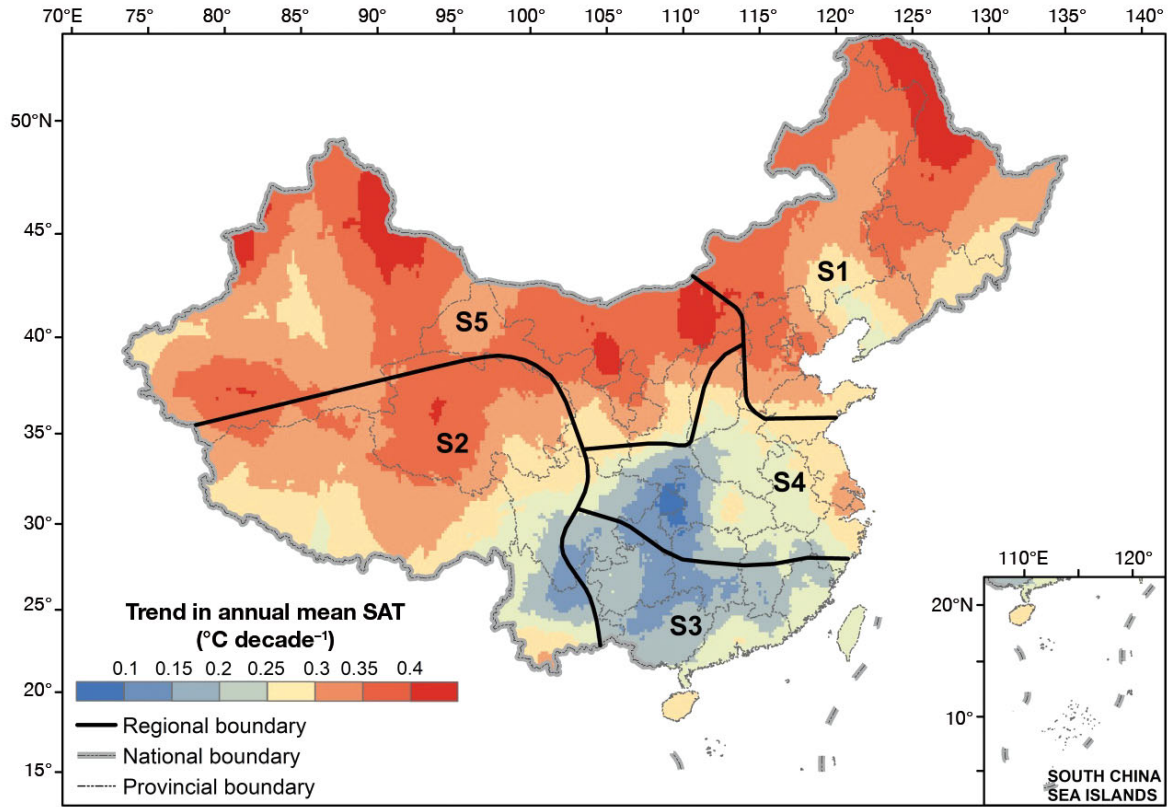 70°E 75° 80° 85° 90° 95° 100° 105° 110° 115° 120° 125° 130° 135° 140°
50°N
45°
40°
35°
30°
25°
20°
15°
S1
S5
S2
S4
S3
Trend in annual mean SAT
(°C decade⁻¹)
0.1 0.15 0.2 0.25 0.3 0.35 0.4
Regional boundary
National boundary
Provincial boundary
110°E 120°
20°N
10°
SOUTH CHINA
SEA ISLANDS